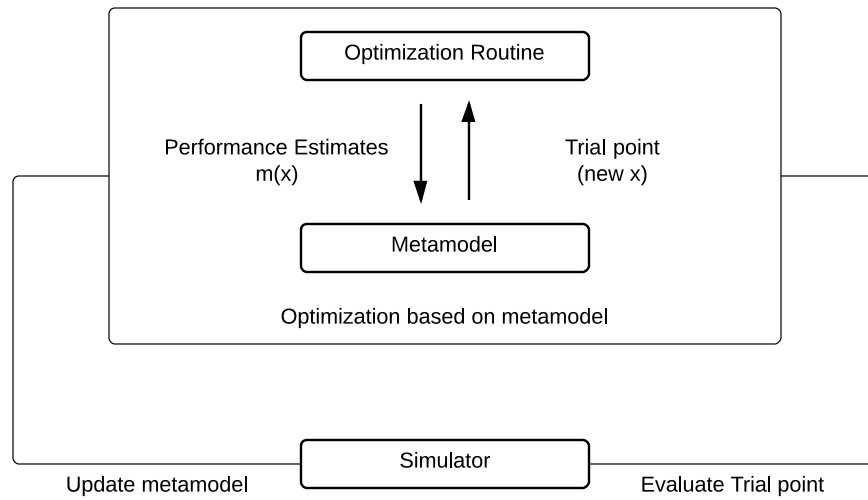 Optimization Routine
Performance Estimates
m(x)
Trial point
(new x)
Metamodel
Optimization based on metamodel
Simulator
Update metamodel
Evaluate Trial point